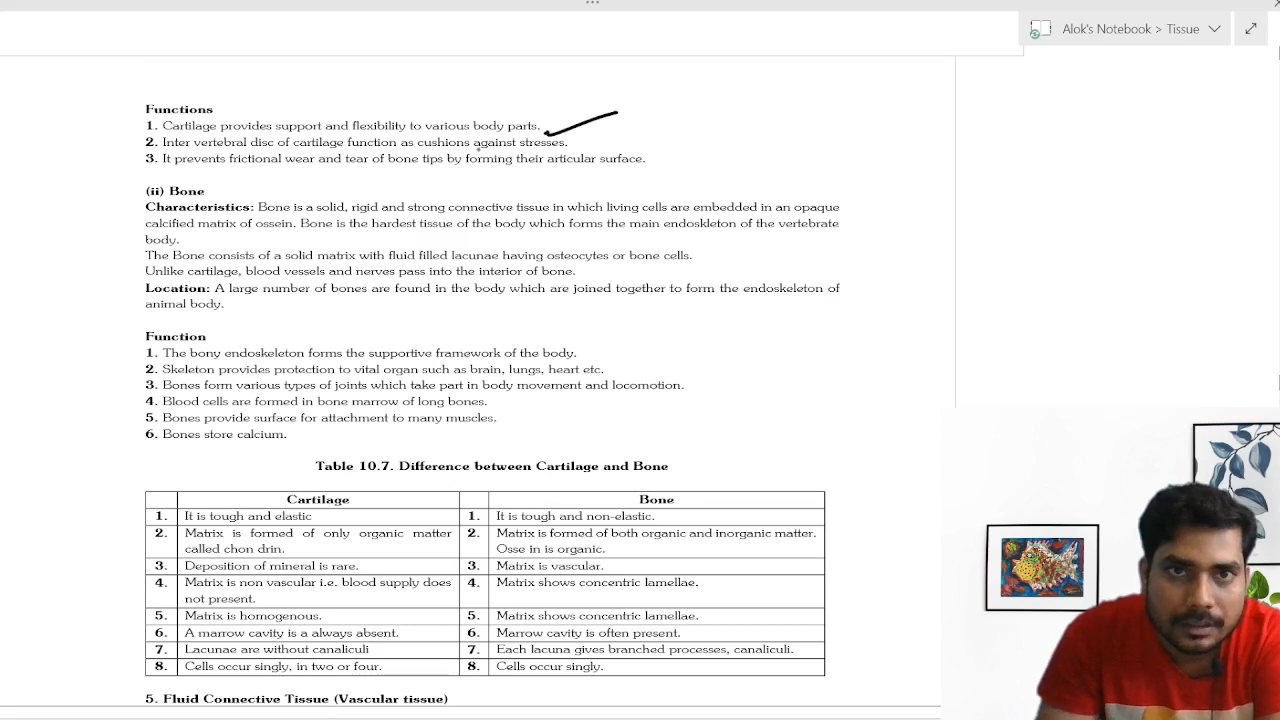 Alok's Notebook > Tissue
Functions
1. Cartilage provides support and flexibility to various body parts.
2. Inter vertebral disc of cartilage function as cushions against stresses.
3. It prevents frictional wear and tear of bone tips by forming their articular surface.
(ii) Bone
Characteristics: Bone is a solid, rigid and strong connective tissue in which living cells are embedded in an opaque
calcified matrix of ossein. Bone is the hardest tissue of the body which forms the main endoskleton of the vertebrate
body.
The Bone consists of a solid matrix with fluid filled lacunae having osteocytes or bone cells.
Unlike cartilage, blood vessels and nerves pass into the interior of bone.
Location: A large number of bones are found in the body which are joined together to form the endoskeleton of
animal body.
Function
1. The bony endoskeleton forms the supportive framework of the body.
2. Skeleton provides protection to vital organ such as brain, lungs, heart etc.
3. Bones form various types of joints which take part in body movement and locomotion.
4. Blood cells are formed in bone marrow of long bones.
5. Bones provide surface for attachment to many muscles.
6. Bones store calcium.
Table 10.7. Difference between Cartilage and Bone
Cartilage Bone
1. It is tough and elastic 1. It is tough and non-elastic.
2. Matrix is formed of only organic matter 2. Matrix is formed of both organic and inorganic matter.
called chon drin. Osse in is organic.
3. Deposition of mineral is rare. 3. Matrix is vascular.
4. Matrix is non vascular i.e. blood supply does 4. Matrix shows concentric lamellae.
not present.
5. Matrix is homogenous. 5. Matrix shows concentric lamellae.
6. A marrow cavity is a always absent. 6. Marrow cavity is often present.
7. Lacunae are without canaliculi 7. Each lacuna gives branched processes, canaliculi.
8. Cells occur singly, in two or four. 8. Cells occur singly.
5. Fluid Connective Tissue (Vascular tissue)